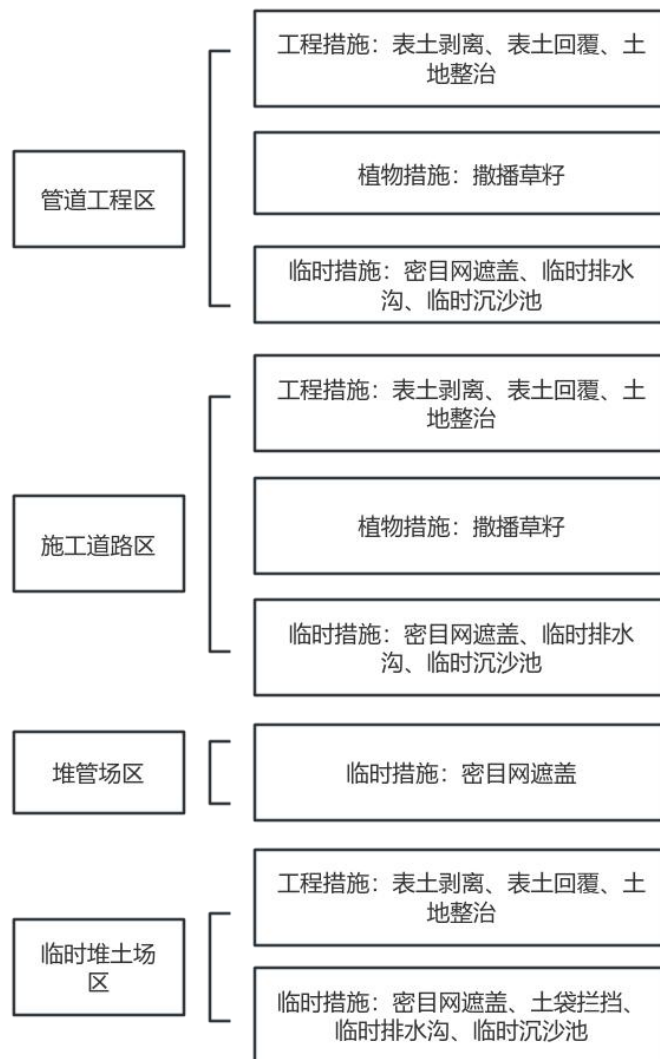 工程措施：表土剥离、表土回覆、土
地整治
管道工程区
植物措施：撒播草籽
临时措施：密目网遮盖、临时排水
沟、临时沉沙池
工程措施：表土剥离、表土回覆、土
地整治
施工道路区
植物措施：撒播草籽
临时措施：密目网遮盖、临时排水
沟、临时沉沙池
堆管场区
临时措施：密目网遮盖
工程措施：表土剥离、表土回覆、土
地整治
临时堆土场
区
临时措施：密目网遮盖、土袋拦挡、
临时排水沟、临时沉沙池